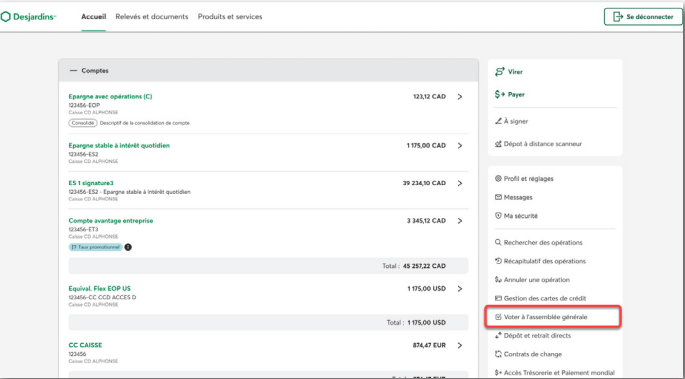 Desjardins
Accueil Relevés et documents Produits et services
Se déconnecter
Comptes
Epargne avec opérations (C) 123,12 CAD
123456-EOP
Caisse CD ALPHONSE
Consolidé Descriptif de la consolidation de compte
Epargne stable à intérêt quotidien 1 175,00 CAD
123456-ES2
Caisse CD ALPHONSE
ES 1 signature3 39 234,10 CAD
123456-ES2 - Epargne stable à intérêt quotidien
Caisse CD ALPHONSE
Compte avantage entreprise 3 345,12 CAD
123456-ET3
Caisse CD ALPHONSE
Taux promotionnel
Total : 45 257,22 CAD
Equival. Flex EOP US 1 175,00 USD
123456-CC CCD ACCES D
Caisse CD ALPHONSE
Total : 1 175,00 USD
CC CAISSE 874,47 EUR
123456
Caisse CD ALPHONSE
Virer
Payer
À signer
Dépôt à distance scanneur
Profil et réglages
Messages
Ma sécurité
Rechercher des opérations
Récapitulatif des opérations
Annuler une opération
Gestion des cartes de crédit
Voter à l'assemblée générale
Dépôt et retrait directs
Contrats de change
Accès Trésorerie et Paiement mondial